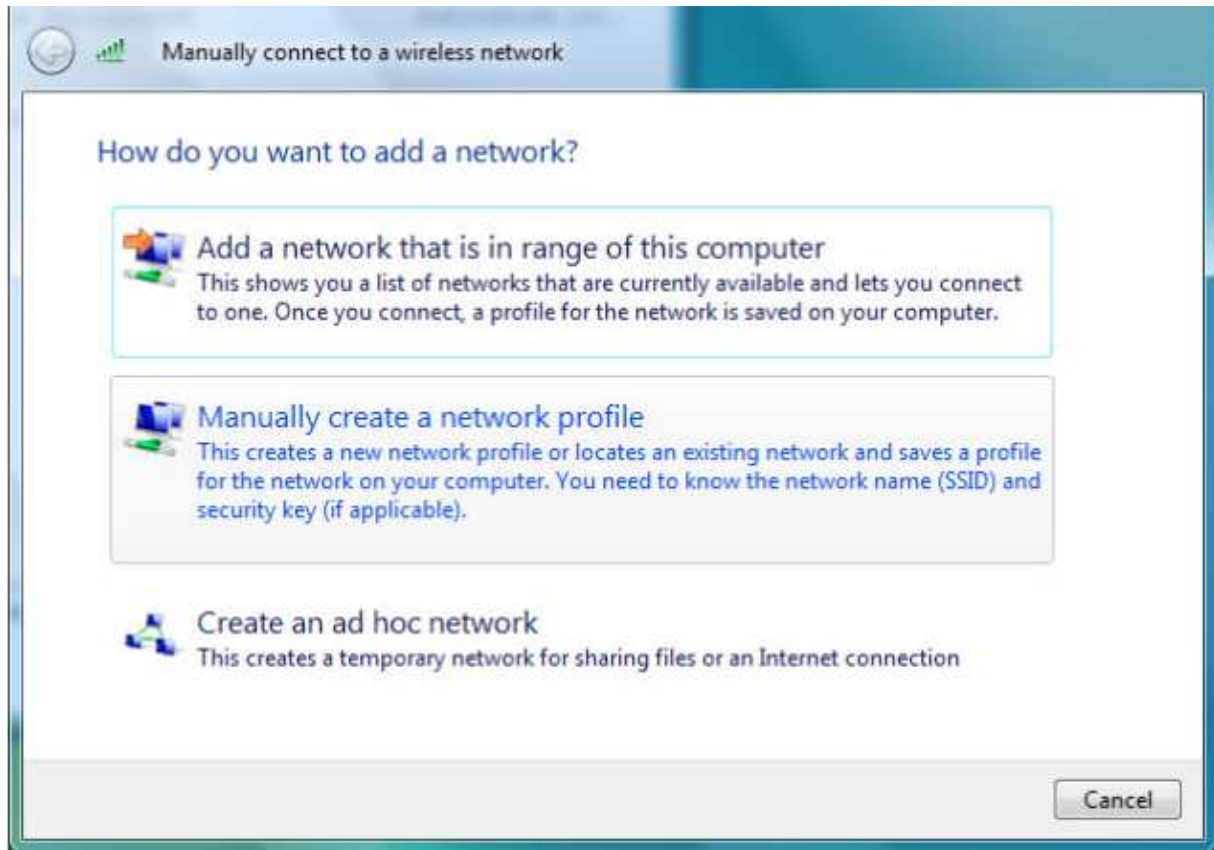 Manually connect to a wireless network
How do you want to add a network?
Add a network that is in range of this computer
This shows you a list of networks that are currently available and lets you connect
to one. Once you connect, a profile for the network is saved on your computer.
Manually create a network profile
This creates a new network profile or locates an existing network and saves a profile
for the network on your computer. You need to know the network name (SSID) and
security key (if applicable).
Create an ad hoc network
This creates a temporary network for sharing files or an Internet connection
Cancel